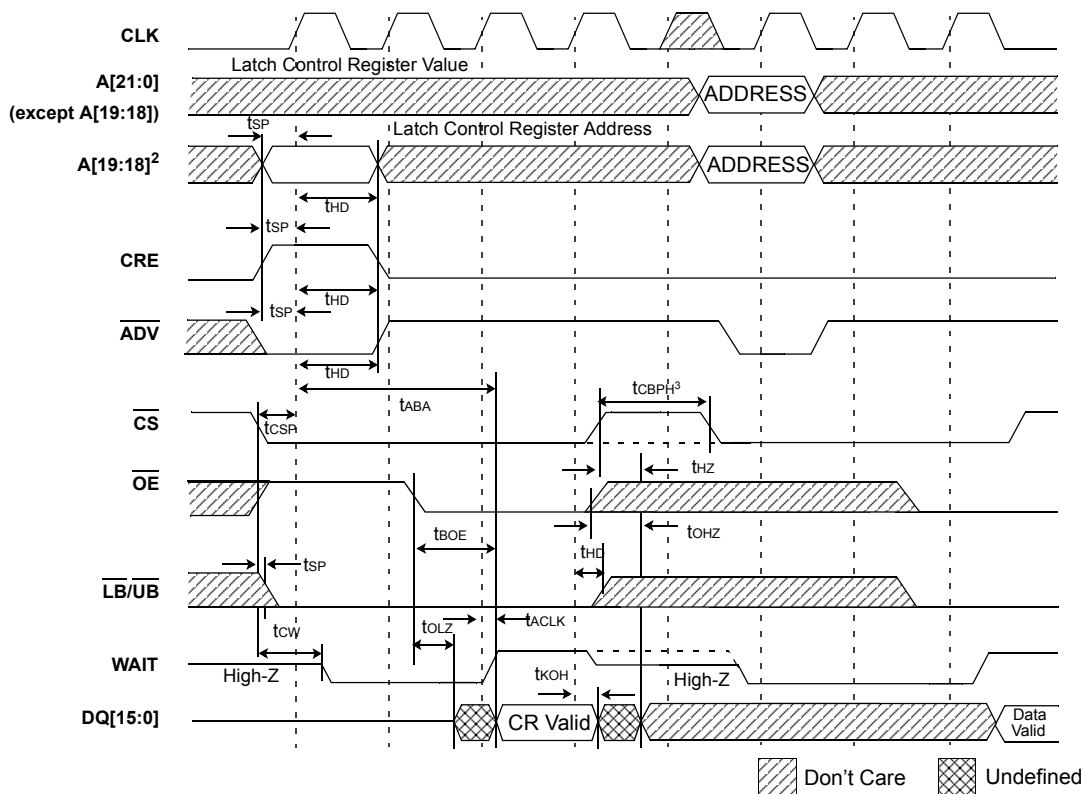 CLK
Latch Control Register Value
A[21:0]
(except A[19:18])
ADDRESS
tSP
Latch Control Register Address
A[19:18]2
ADDRESS
tHD
tSP
CRE
tHD
tSP
ADV
tHD
tABA
tCBPH3
CS
tCSP
tHZ
OE
tBOE
tOHZ
tHD
tSP
LB/UB
tACLK
tCW
tOLZ
WAIT
High-Z
tKOH
High-Z
DQ[15:0]
CR Valid
Data
Valid
Don't Care
Undefined